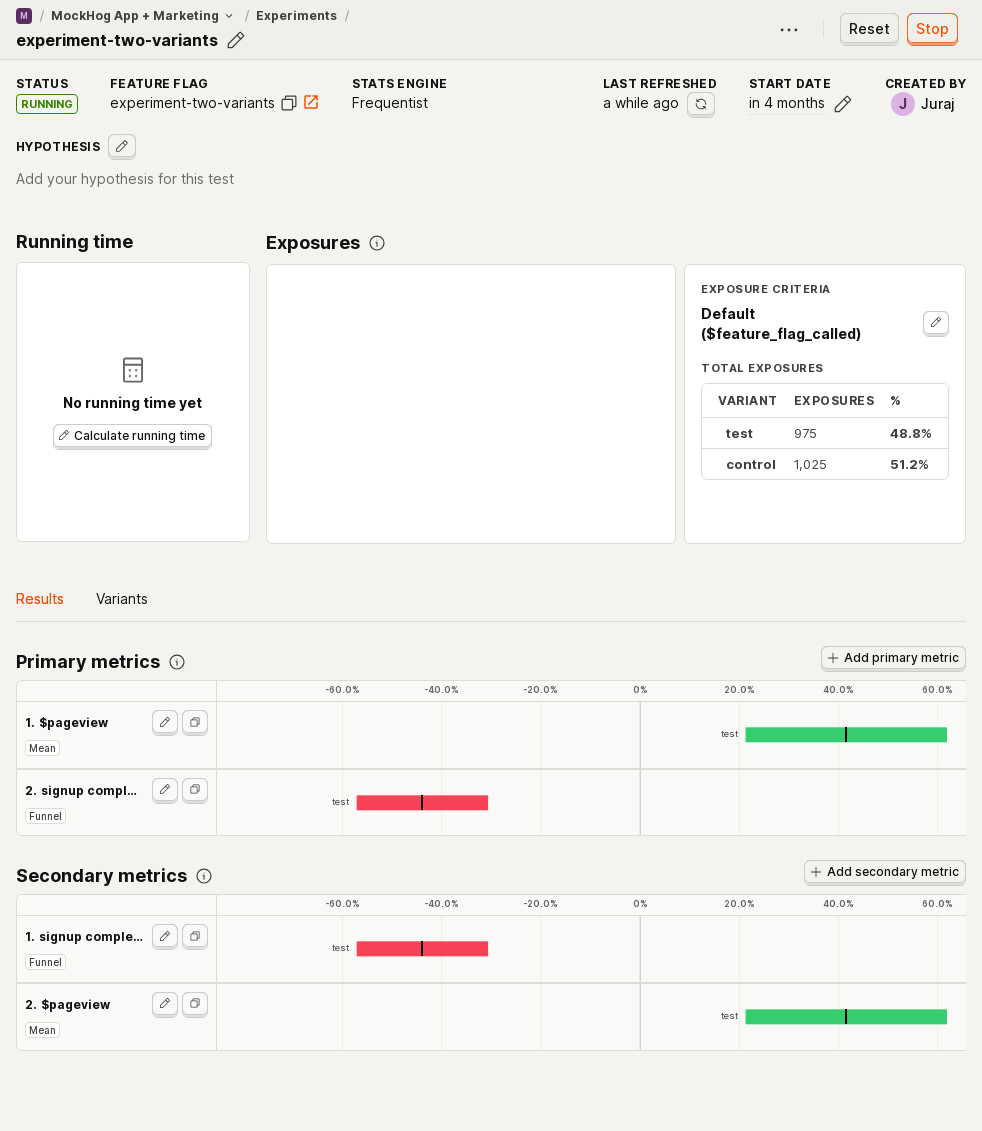 M / MockHog App + Marketing / Experiments /
experiment-two-variants
Reset
Stop
STATUS
RUNNING
FEATURE FLAG
experiment-two-variants
STATS ENGINE
Frequentist
LAST REFRESHED
a while ago
START DATE
in 4 months
CREATED BY
J Juraj
HYPOTHESIS
Add your hypothesis for this test
Running time
No running time yet
Calculate running time
Exposures
EXPOSURE CRITERIA
Default
($feature_flag_called)
TOTAL EXPOSURES
VARIANT EXPOSURES %
test 975 48.8%
control 1,025 51.2%
Results Variants
Primary metrics
Add primary metric
-60.0% -40.0% -20.0% 0% 20.0% 40.0% 60.0%
1. $pageview
Mean
test
2. signup compl...
Funnel
test
Secondary metrics
Add secondary metric
-60.0% -40.0% -20.0% 0% 20.0% 40.0% 60.0%
1. signup comple...
Funnel
test
2. $pageview
Mean
test